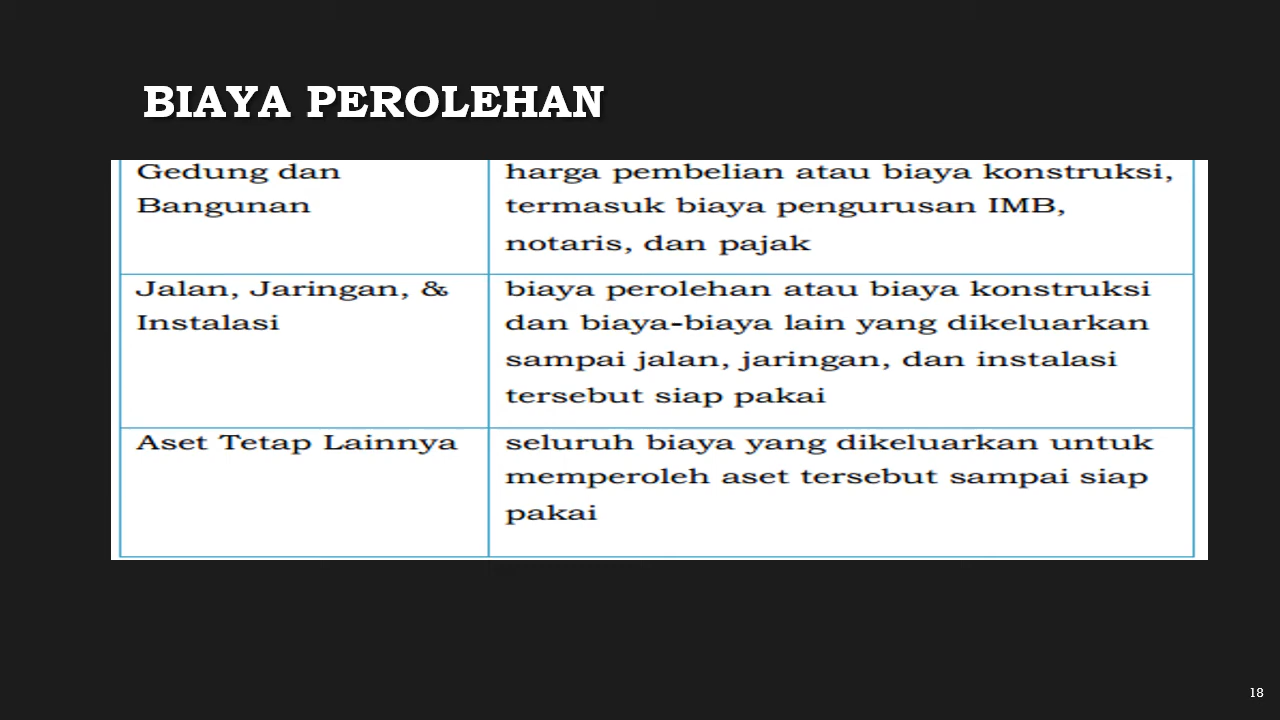 BIAYA PEROLEHAN
Gedung dan
Bangunan
harga pembelian atau biaya konstruksi,
termasuk biaya pengurusan IMB,
notaris, dan pajak
Jalan, Jaringan, &
Instalasi
biaya perolehan atau biaya konstruksi
dan biaya-biaya lain yang dikeluarkan
sampai jalan, jaringan, dan instalasi
tersebut siap pakai
Aset Tetap Lainnya
seluruh biaya yang dikeluarkan untuk
memperoleh aset tersebut sampai siap
pakai
18